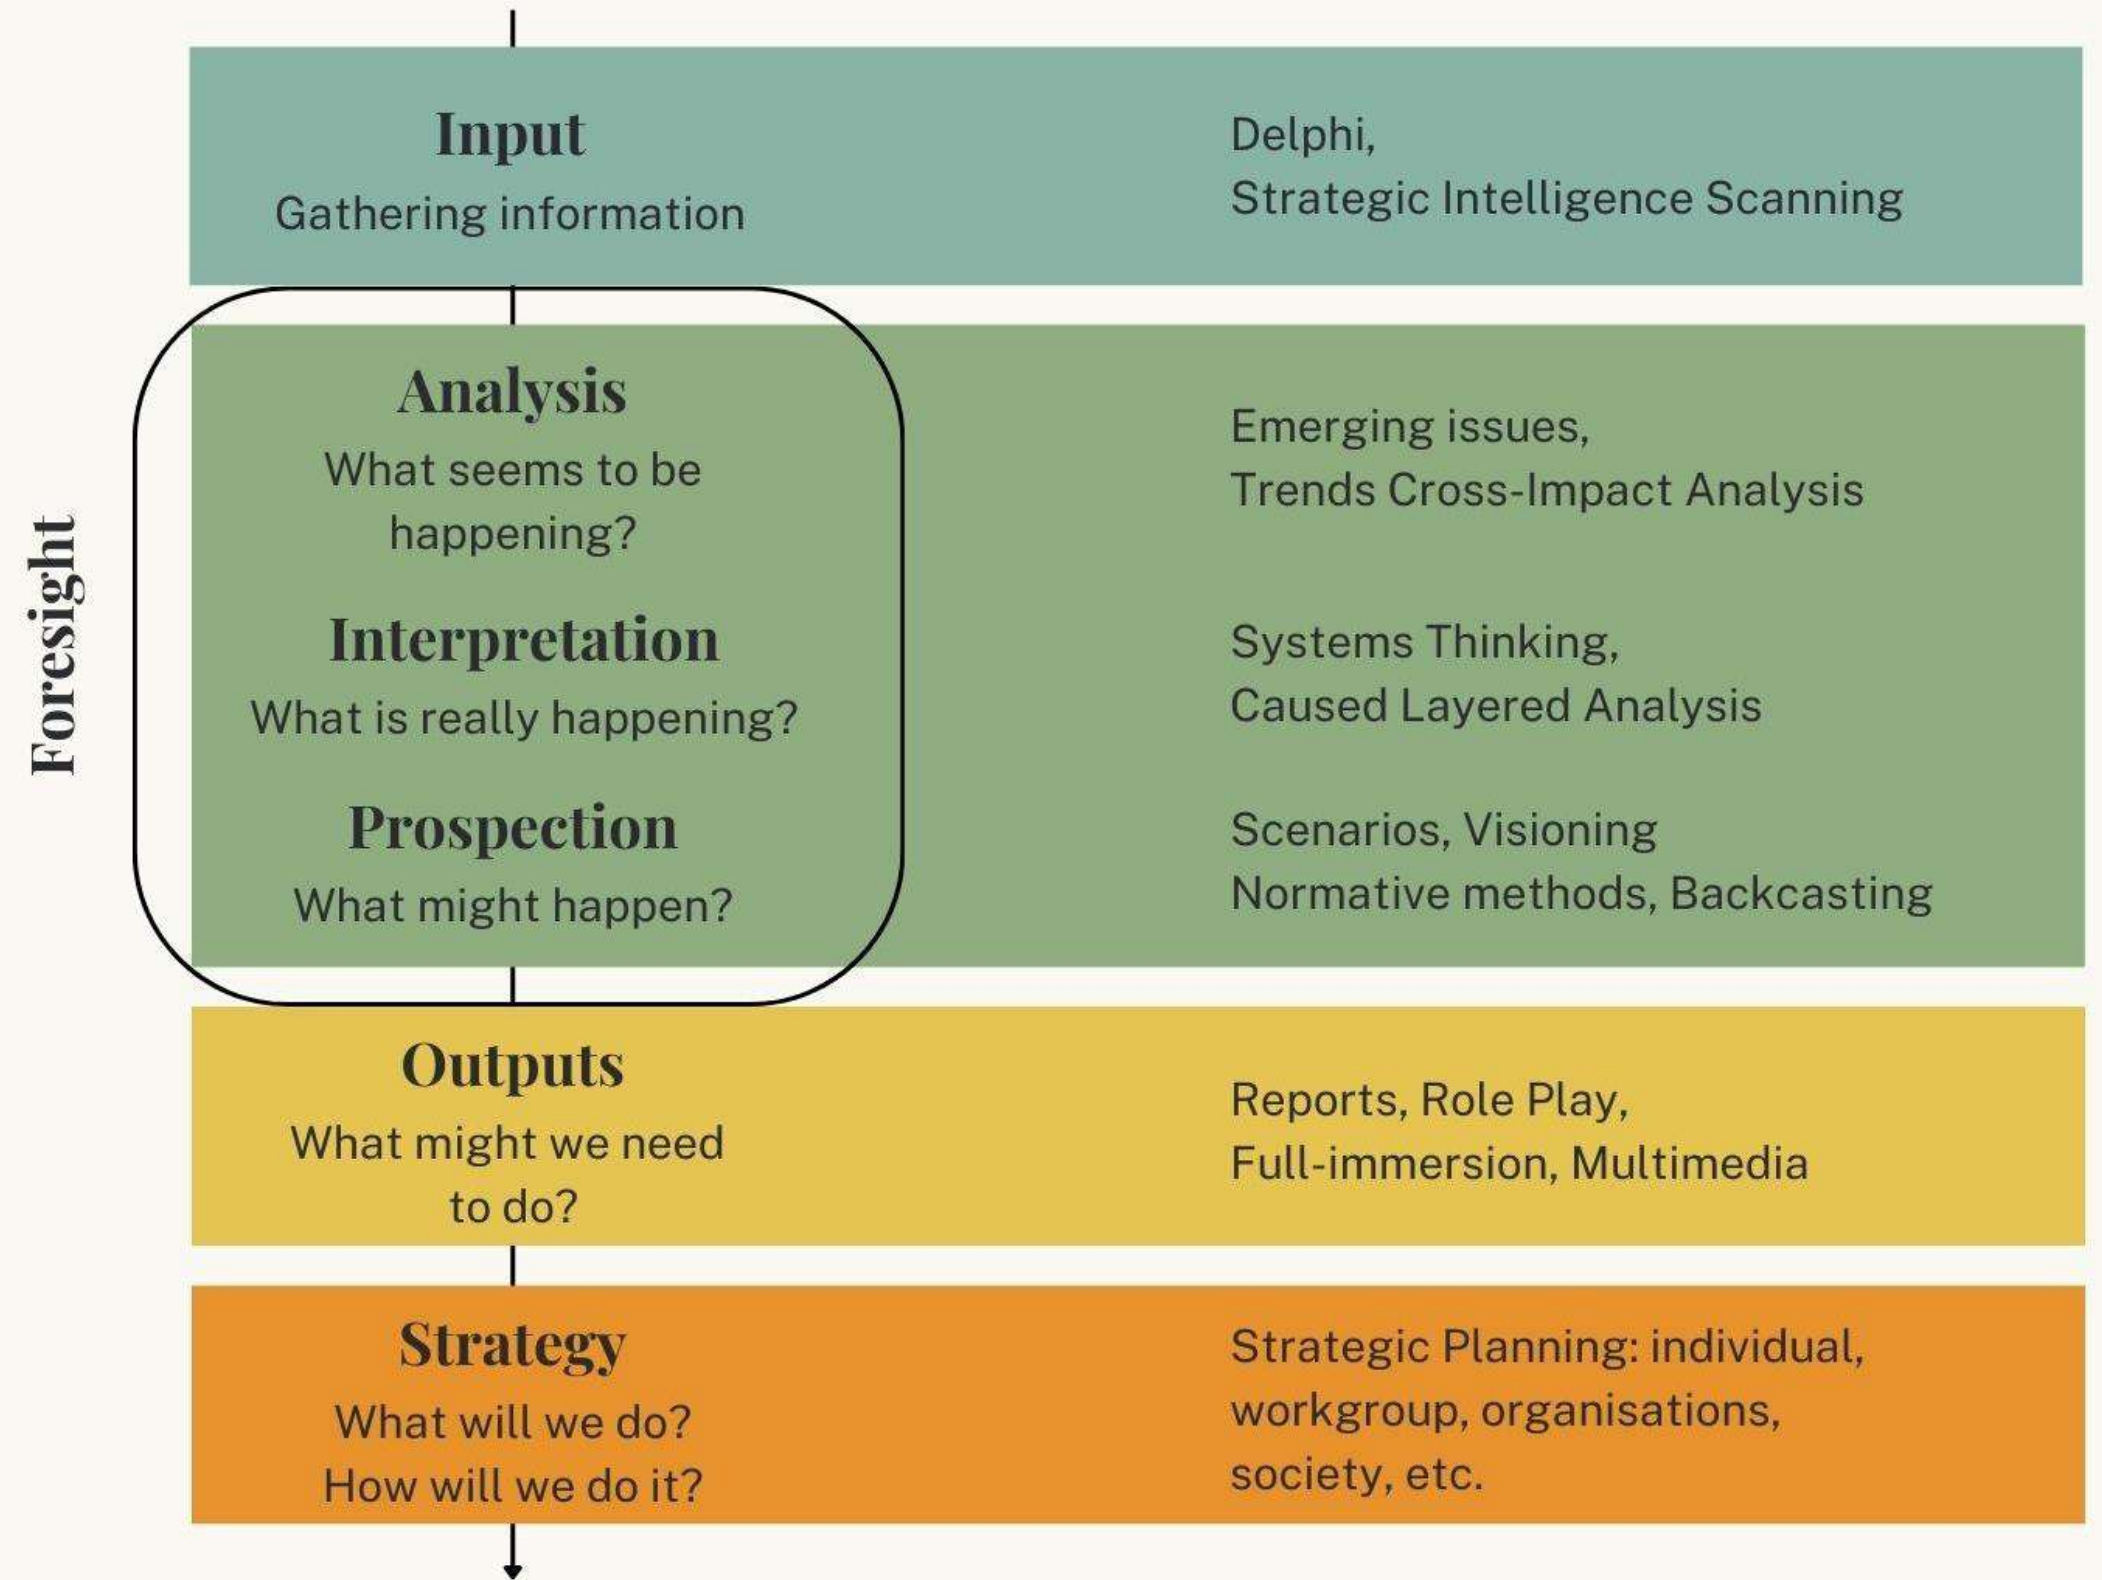 Input
Gathering information
Delphi,
Strategic Intelligence Scanning
Foresight
Analysis
What seems to be
happening?
Emerging issues,
Trends Cross-Impact Analysis
Interpretation
What is really happening?
Systems Thinking,
Caused Layered Analysis
Prospection
What might happen?
Scenarios, Visioning
Normative methods, Backcasting
Outputs
What might we need
to do?
Reports, Role Play,
Full-immersion, Multimedia
Strategy
What will we do?
How will we do it?
Strategic Planning: individual,
workgroup, organisations,
society, etc.